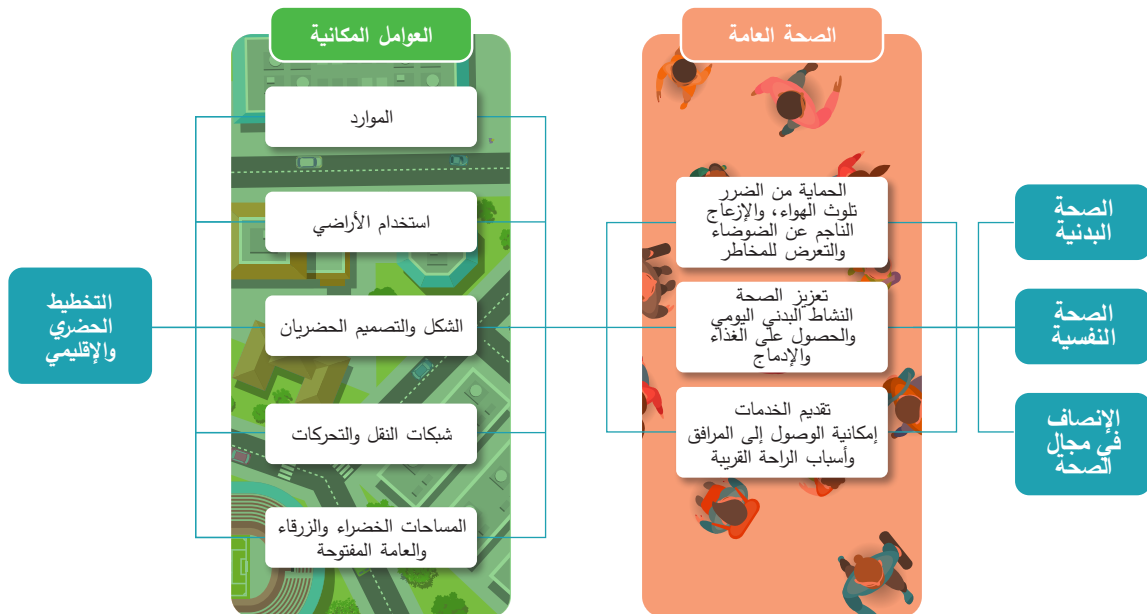 العوامل المكانية
الصحة العامة
الموارد
استخدام الأراضي
الشكل والتصميم الحضريان
شبكات النقل والتحركات
المساحات الخضراء والزرقاء
والعامة المفتوحة
التخطيط
الحضري
والإقليمي
الحماية من الضرر
تلوث الهواء، والإزعاج
الناجم عن الضوضاء
والتعرض للمخاطر
تعزيز الصحة
النشاط البدني اليومي
والحصول على الغذاء
والإدماج
تقديم الخدمات
إمكانية الوصول إلى المرافق
وأسباب الراحة القريبة
الصحة
البدنية
الصحة
النفسية
الإنصاف
في مجال
الصحة